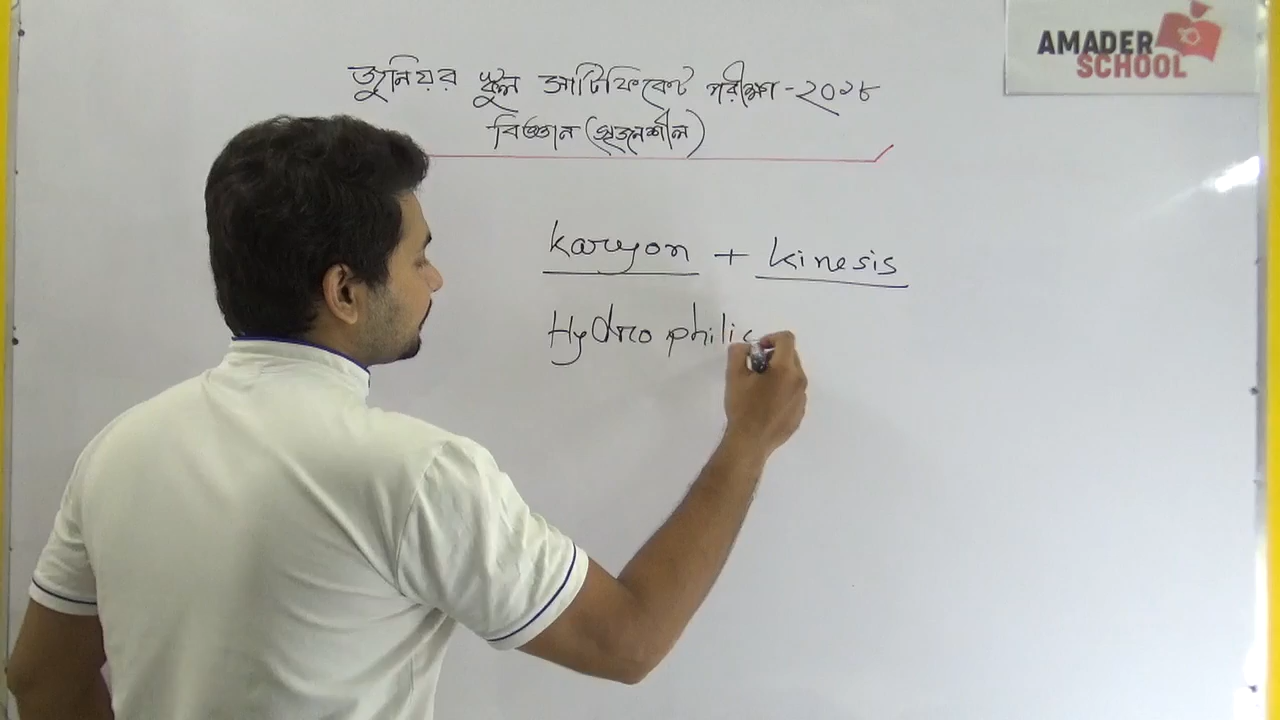 AMADER
SCHOOL
জুনিয়র স্কুল সার্টিফিকেট পরীক্ষা-২০১৮
বিজ্ঞান (সৃজনশীল)
Karyon + Kinesis
Hydrophilic